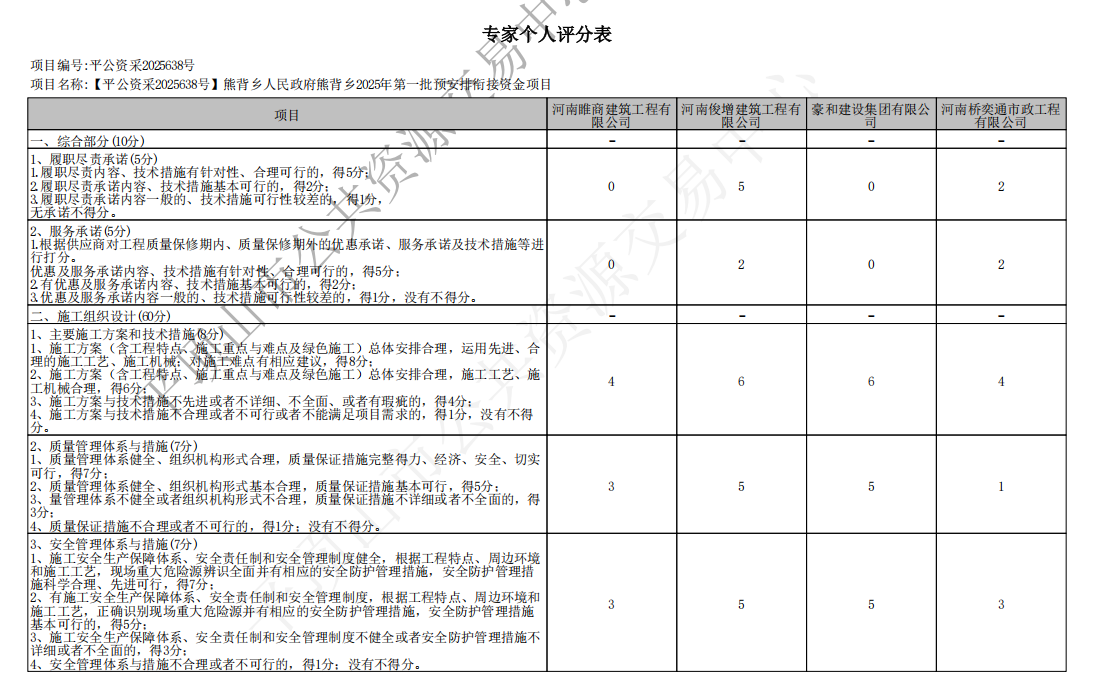 专家个人评分表
项目编号:平公资采2025638号
项目名称:【平公资采2025638号】熊背乡人民政府熊背乡2025年第一批预安排衔接资金项目
项目
河南睢商建筑工程有
限公司
河南俊增建筑工程有
限公司
豪和建设集团有限公
司
河南桥奕通市政工程
有限公司
一、综合部分(10分)
-
-
-
-
1、履职尽责承诺(5分)
1.履职尽责内容、技术措施有针对性、合理可行的，得5分；
2.履职尽责承诺内容、技术措施基本可行的，得2分；
3.履职尽责承诺内容一般的、技术措施可行性较差的，得1分，
无承诺不得分。
0
5
0
2
2、服务承诺(5分)
1.根据供应商对工程质量保修期内、质量保修期外的优惠承诺、服务承诺及技术措施等进
行打分。
优惠及服务承诺内容、技术措施有针对性、合理可行的，得5分；
2.有优惠及服务承诺内容、技术措施基本可行的，得2分；
3.优惠及服务承诺内容一般的、技术措施可行性较差的，得1分，没有不得分。
0
2
0
2
二、施工组织设计(60分)
-
-
-
-
1、主要施工方案和技术措施(8分)
1、施工方案（含工程特点、施工重点与难点及绿色施工）总体安排合理，运用先进、合
理的施工工艺、施工机械；对施工难点有相应建议，得8分；
2、施工方案（含工程特点、施工重点与难点及绿色施工）总体安排合理，施工工艺、施
工机械合理，得6分；
3、施工方案与技术措施不先进或者不详细、不全面、或者有瑕疵的，得4分；
4、施工方案与技术措施不合理或者不可行或者不能满足项目需求的，得1分，没有不得
分。
4
6
6
4
2、质量管理体系与措施(7分)
1、质量管理体系健全、组织机构形式合理，质量保证措施完整得力、经济、安全、切实
可行，得7分；
2、质量管理体系健全、组织机构形式基本合理，质量保证措施基本可行，得5分；
3、量管理体系不健全或者组织机构形式不合理，质量保证措施不详细或者不全面的，得
3分；
4、质量保证措施不合理或者不可行的，得1分；没有不得分。
3
5
5
1
3、安全管理体系与措施(7分)
1、施工安全生产保障体系、安全责任制和安全管理制度健全，根据工程特点、周边环境
和施工工艺，现场重大危险源辨识全面并有相应的安全防护管理措施，安全防护管理措
施科学合理、先进可行，得7分；
2、有施工安全生产保障体系、安全责任制和安全管理制度，根据工程特点、周边环境和
施工工艺，正确识别现场重大危险源并有相应的安全防护管理措施，安全防护管理措施
基本可行的，得5分；
3、施工安全生产保障体系、安全责任制和安全管理制度不健全或者安全防护管理措施不
详细或者不全面的，得3分；
4、安全管理体系与措施不合理或者不可行的，得1分；没有不得分。
3
5
5
3
平顶山市公共资源交易中心
平顶山市公共资源交易中心